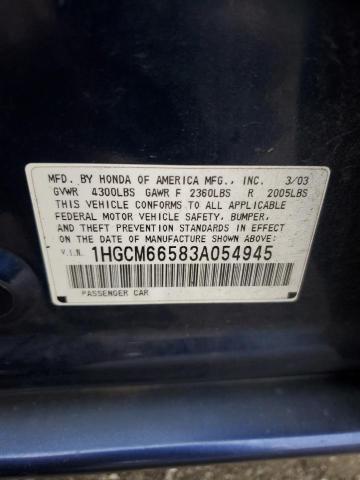 MFD. BY HONDA OF AMERICA MFG., INC. 3/03
GVWR 4300LBS GAWR F 2360LBS R 2005LBS
THIS VEHICLE CONFORMS TO ALL APPLICABLE
FEDERAL MOTOR VEHICLE SAFETY, BUMPER,
AND THEFT PREVENTION STANDARDS IN EFFECT
ON THE DATE OF MANUFACTURE SHOWN ABOVE:
V.I.N. 1HGCM66583A054945
PASSENGER CAR